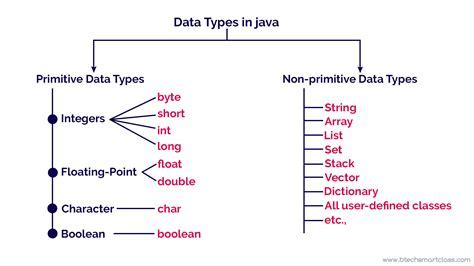 Data Types in java
Primitive Data Types
Integers
byte
short
int
long
Floating-Point
float
double
Character
char
Boolean
boolean
Non-primitive Data Types
String
Array
List
Set
Stack
Vector
Dictionary
All user-defined classes
etc.,
www.btechsmartclass.com